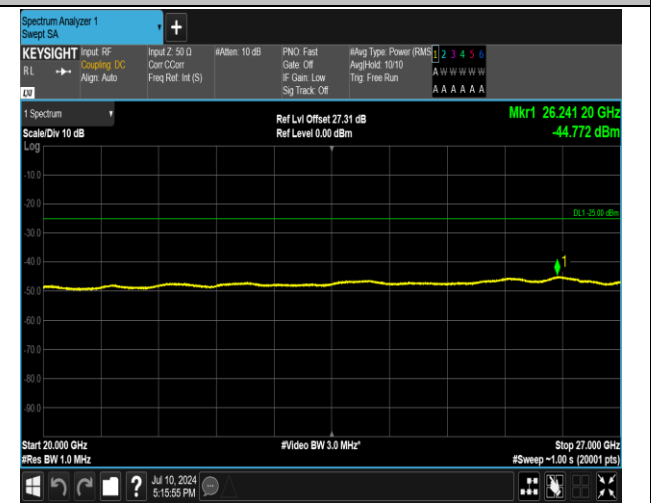 Spectrum Analyzer 1
Swept SA
+
KEYSIGHT
RL
LXI
Input: RF
Coupling: DC
Align: Auto
Input Z: 50 Ω
Corr CCorr
Freq Ref: Int (S)
#Atten: 10 dB
PNO: Fast
Gate: Off
IF Gain: Low
Sig Track: Off
#Avg Type: Power (RMS
Avg|Hold: 10/10
Trig: Free Run
1 2 3 4 5 6
A W W W W W
A A A A A A
1 Spectrum
Scale/Div 10 dB
Log
Ref Lvl Offset 27.31 dB
Ref Level 0.00 dBm
Mkr1 26.241 20 GHz
-44.772 dBm
-10.0
-20.0
DL1 -25.00 dBm
-30.0
-40.0
1
-50.0
-60.0
-70.0
-80.0
-90.0
Start 20.000 GHz
#Res BW 1.0 MHz
#Video BW 3.0 MHz*
Stop 27.000 GHz
#Sweep ~1.00 s (20001 pts)
?
Jul 10, 2024
5:15:55 PM